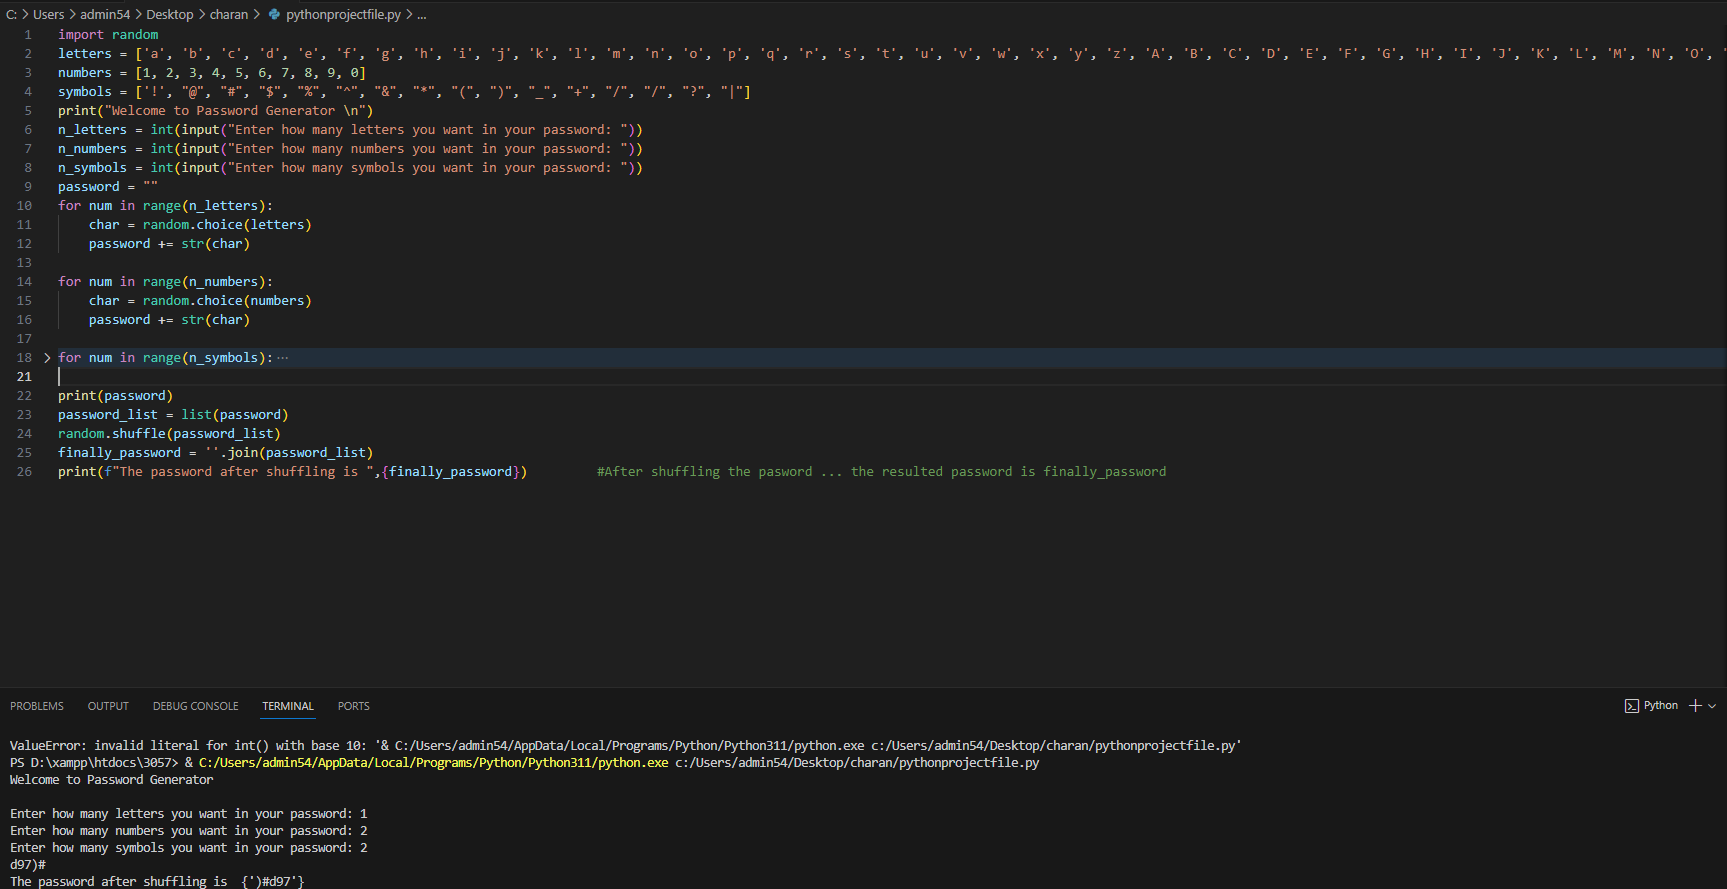 C: > Users > admin54 > Desktop > charan > pythonprojectfile.py > ...
1 import random
2 letters = ['a', 'b', 'c', 'd', 'e', 'f', 'g', 'h', 'i', 'j', 'k', 'l', 'm', 'n', 'o', 'p', 'q', 'r', 's', 't', 'u', 'v', 'w', 'x', 'y', 'z', 'A', 'B', 'C', 'D', 'E', 'F', 'G', 'H', 'I', 'J', 'K', 'L', 'M', 'N', 'O', '
3 numbers = [1, 2, 3, 4, 5, 6, 7, 8, 9, 0]
4 symbols = ['!', "@", "#", "$", "%", "^", "&", "*", "(", ")", "_", "+", "/", "/", "?", "|"]
5 print("Welcome to Password Generator \n")
6 n_letters = int(input("Enter how many letters you want in your password: "))
7 n_numbers = int(input("Enter how many numbers you want in your password: "))
8 n_symbols = int(input("Enter how many symbols you want in your password: "))
9 password = ""
10 for num in range(n_letters):
11     char = random.choice(letters)
12     password += str(char)
13
14 for num in range(n_numbers):
15     char = random.choice(numbers)
16     password += str(char)
17
18 > for num in range(n_symbols): ...
21
22 print(password)
23 password_list = list(password)
24 random.shuffle(password_list)
25 finally_password = ''.join(password_list)
26 print(f"The password after shuffling is ",{finally_password})         #After shuffling the pasword ... the resulted password is finally_password
PROBLEMS OUTPUT DEBUG CONSOLE TERMINAL PORTS Python
ValueError: invalid literal for int() with base 10: '& C:/Users/admin54/AppData/Local/Programs/Python/Python311/python.exe c:/Users/admin54/Desktop/charan/pythonprojectfile.py'
PS D:\xampp\htdocs\3057> & C:/Users/admin54/AppData/Local/Programs/Python/Python311/python.exe c:/Users/admin54/Desktop/charan/pythonprojectfile.py
Welcome to Password Generator
Enter how many letters you want in your password: 1
Enter how many numbers you want in your password: 2
Enter how many symbols you want in your password: 2
d97)#
The password after shuffling is  {')#d97'}